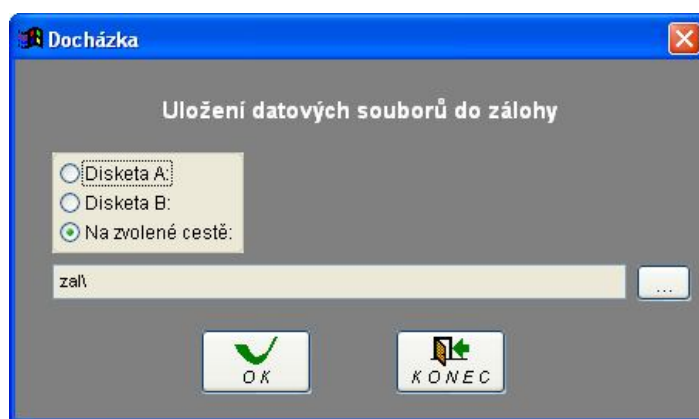 Docházka
Uložení datových souborů do zálohy
Disketa A:
Disketa B:
Na zvolené cestě:
zal\
...
OK
KONEC